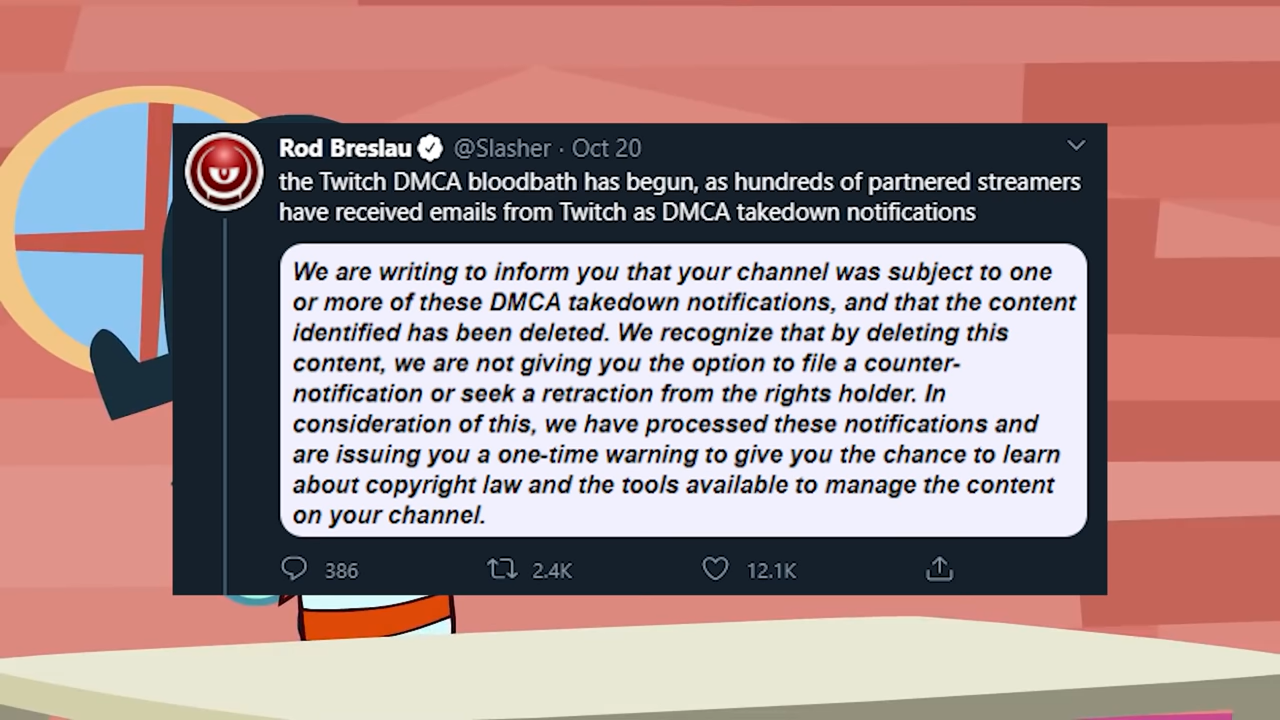 Rod Breslau @Slasher · Oct 20
the Twitch DMCA bloodbath has begun, as hundreds of partnered streamers
have received emails from Twitch as DMCA takedown notifications
We are writing to inform you that your channel was subject to one
or more of these DMCA takedown notifications, and that the content
identified has been deleted. We recognize that by deleting this
content, we are not giving you the option to file a counter-
notification or seek a retraction from the rights holder. In
consideration of this, we have processed these notifications and
are issuing you a one-time warning to give you the chance to learn
about copyright law and the tools available to manage the content
on your channel.
386 2.4K 12.1K